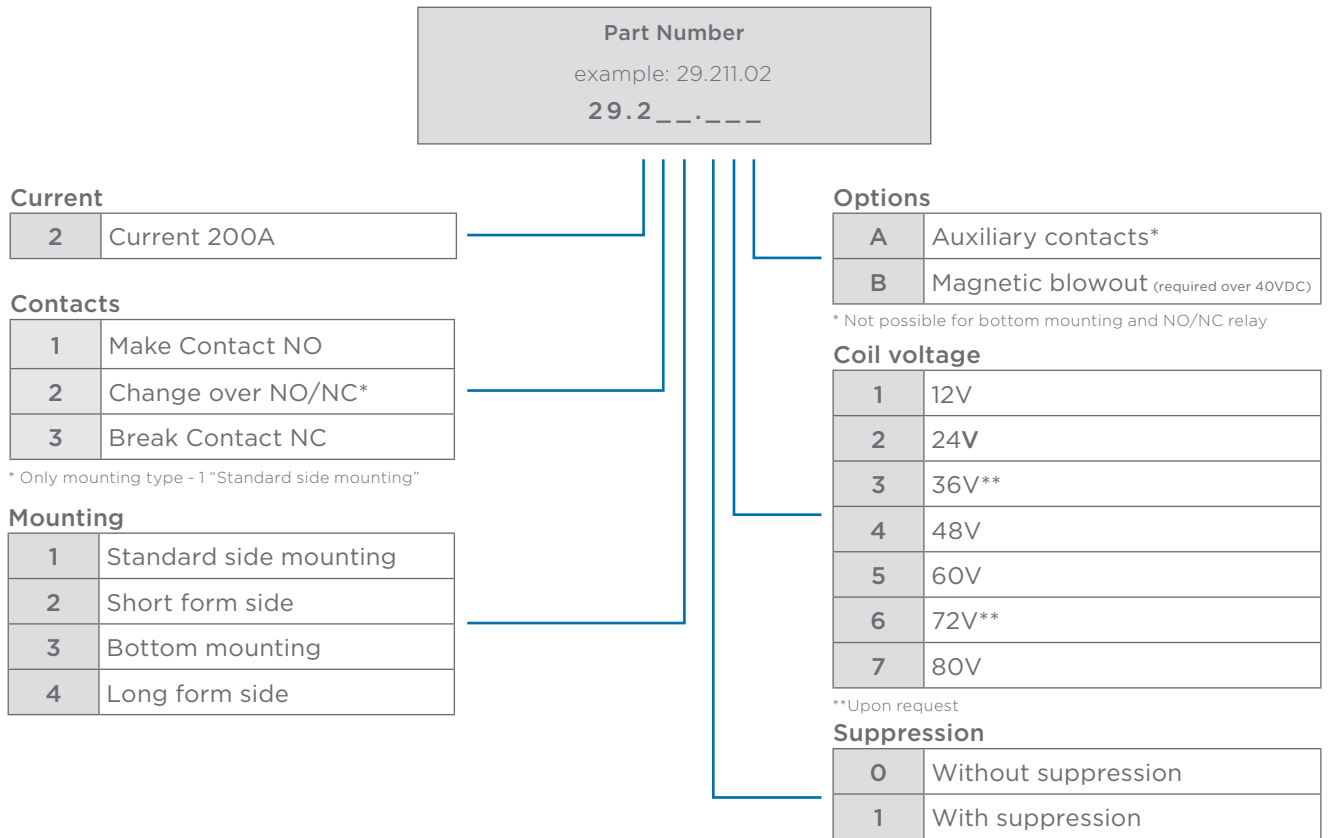 Part Number
example: 29.211.02
29.2__.___
Current
2 Current 200A
Contacts
1 Make Contact NO
2 Change over NO/NC*
3 Break Contact NC
* Only mounting type - 1 “Standard side mounting”
Mounting
1 Standard side mounting
2 Short form side
3 Bottom mounting
4 Long form side
Options
A Auxiliary contacts*
B Magnetic blowout (required over 40VDC)
* Not possible for bottom mounting and NO/NC relay
Coil voltage
1 12V
2 24V
3 36V**
4 48V
5 60V
6 72V**
7 80V
**Upon request
Suppression
0 Without suppression
1 With suppression